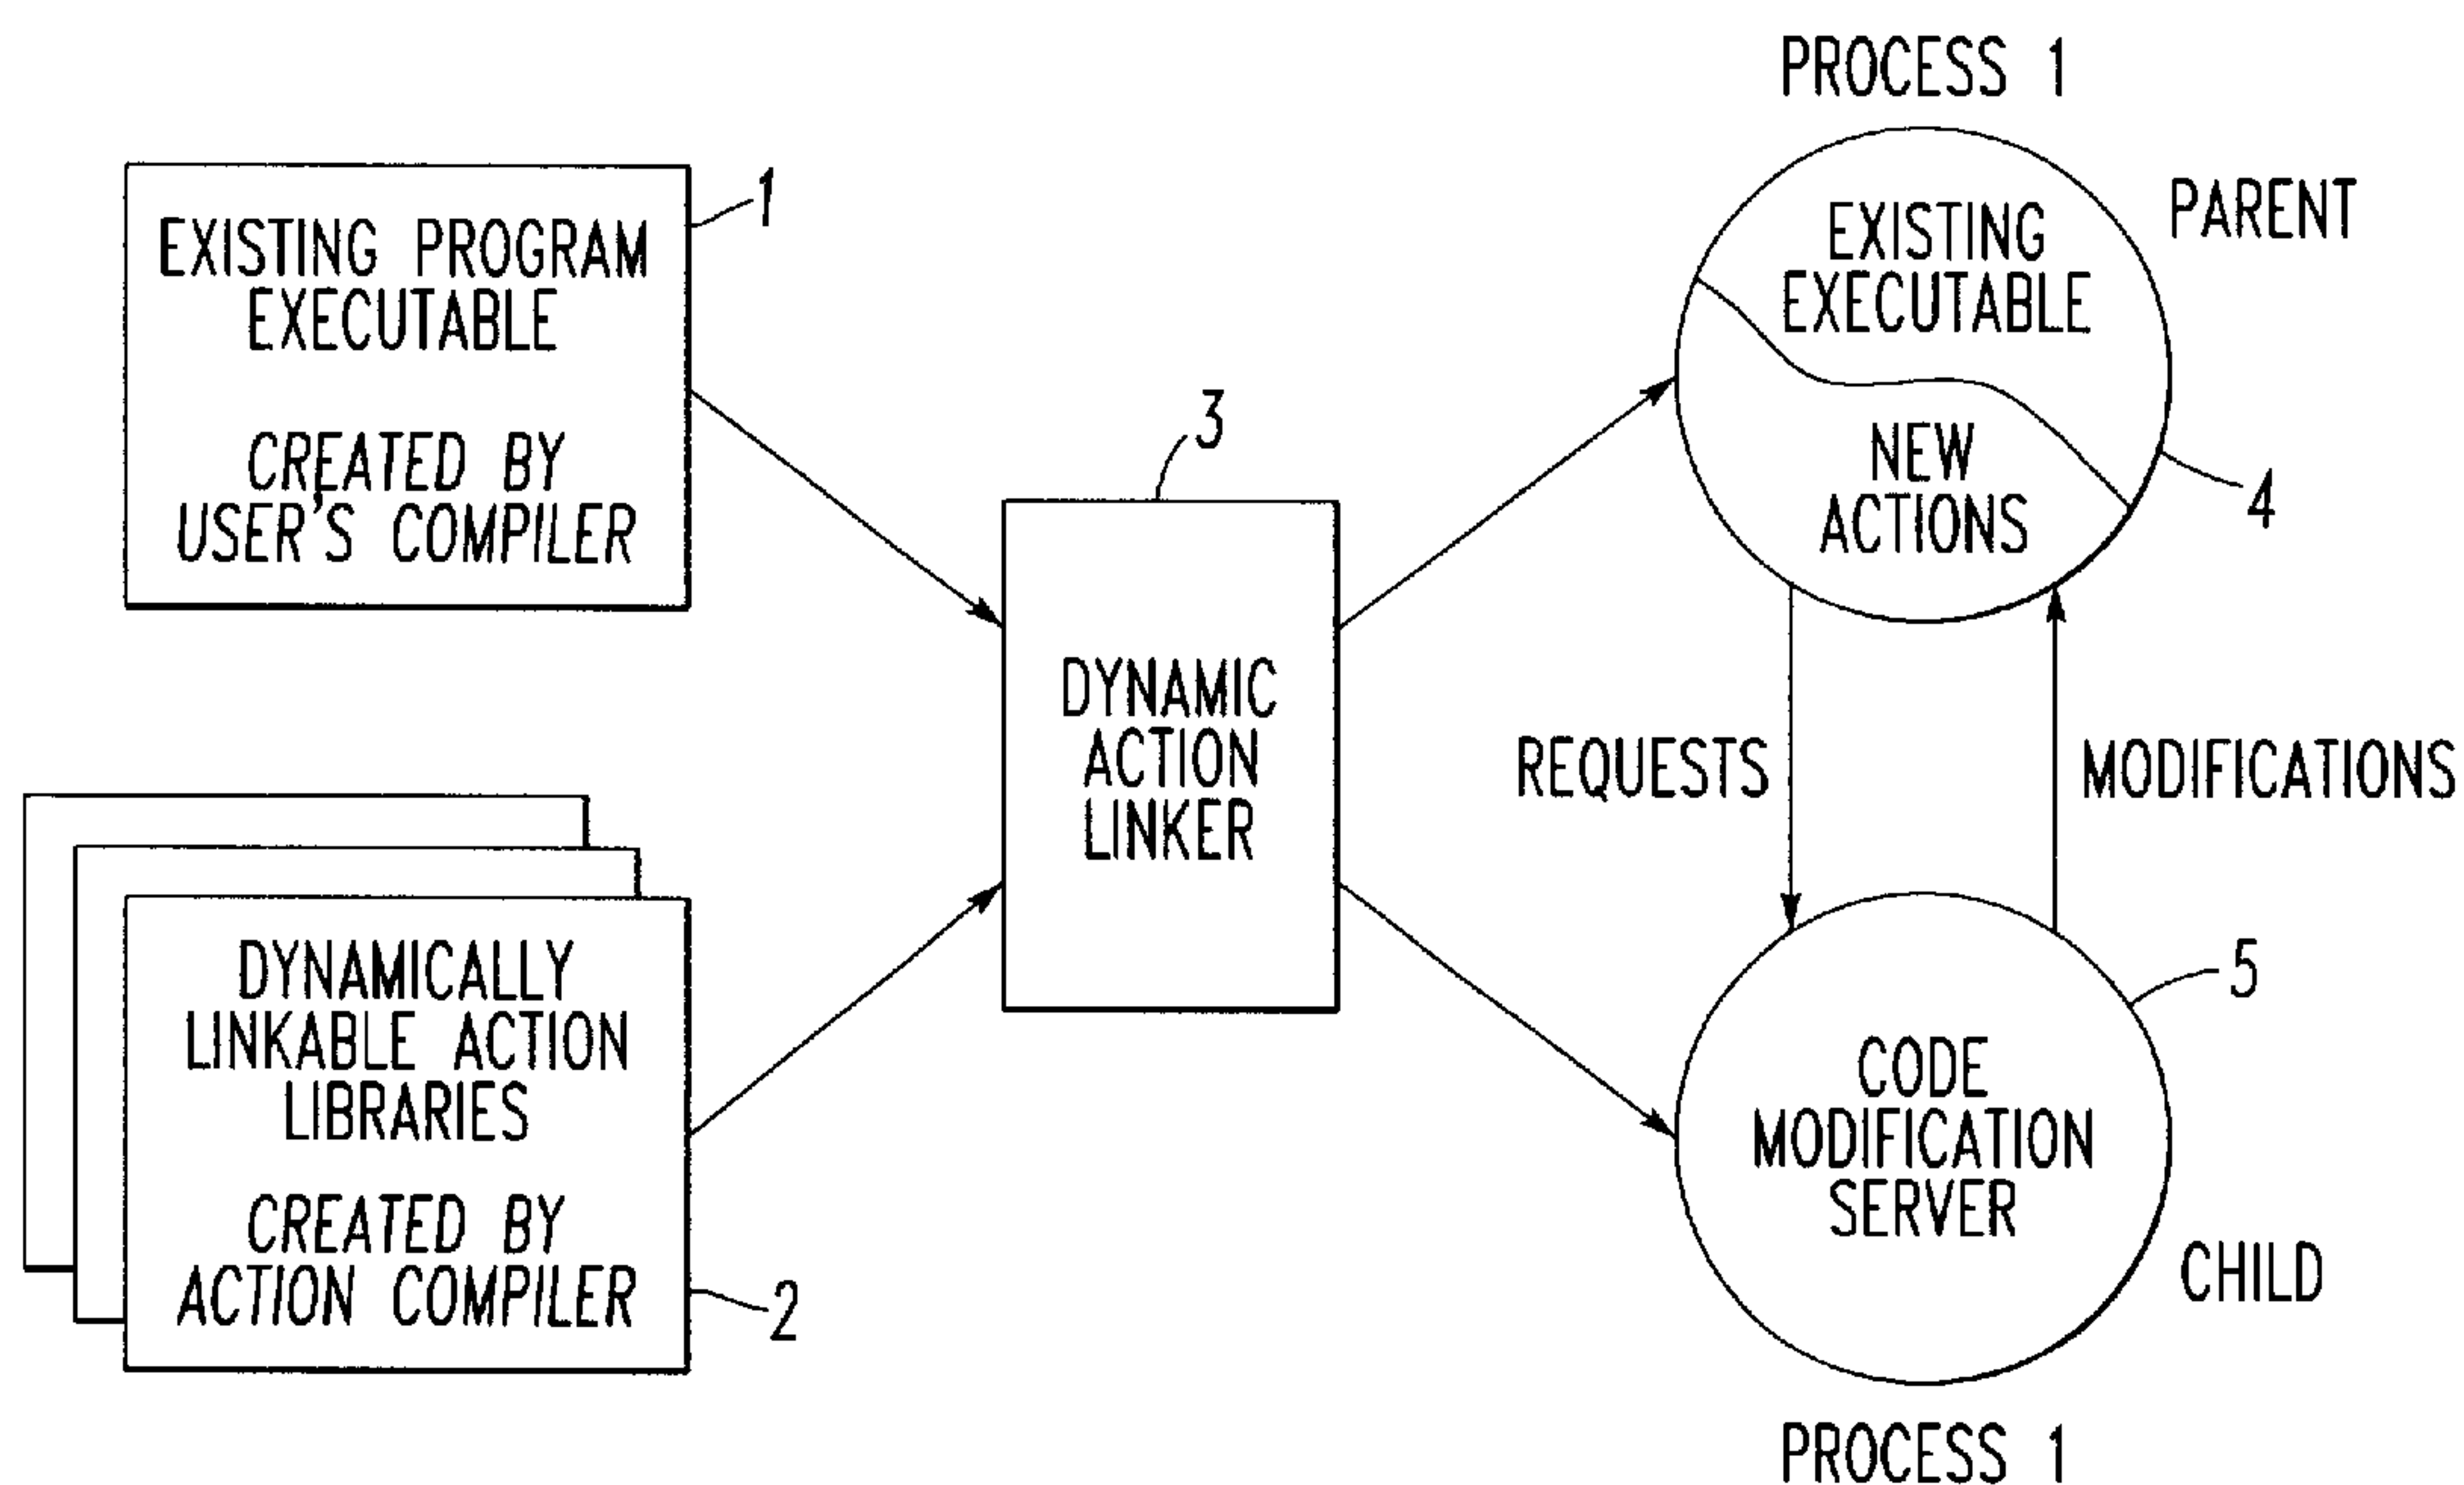 PROCESS 1
EXISTING PROGRAM
EXECUTABLE
CREATED BY
USER'S COMPILER
1
EXISTING
EXECUTABLE
NEW
ACTIONS
PARENT
4
3
DYNAMIC
ACTION
LINKER
REQUESTS
MODIFICATIONS
DYNAMICALLY
LINKABLE ACTION
LIBRARIES
CREATED BY
ACTION COMPILER
2
5
CODE
MODIFICATION
SERVER
CHILD
PROCESS 1